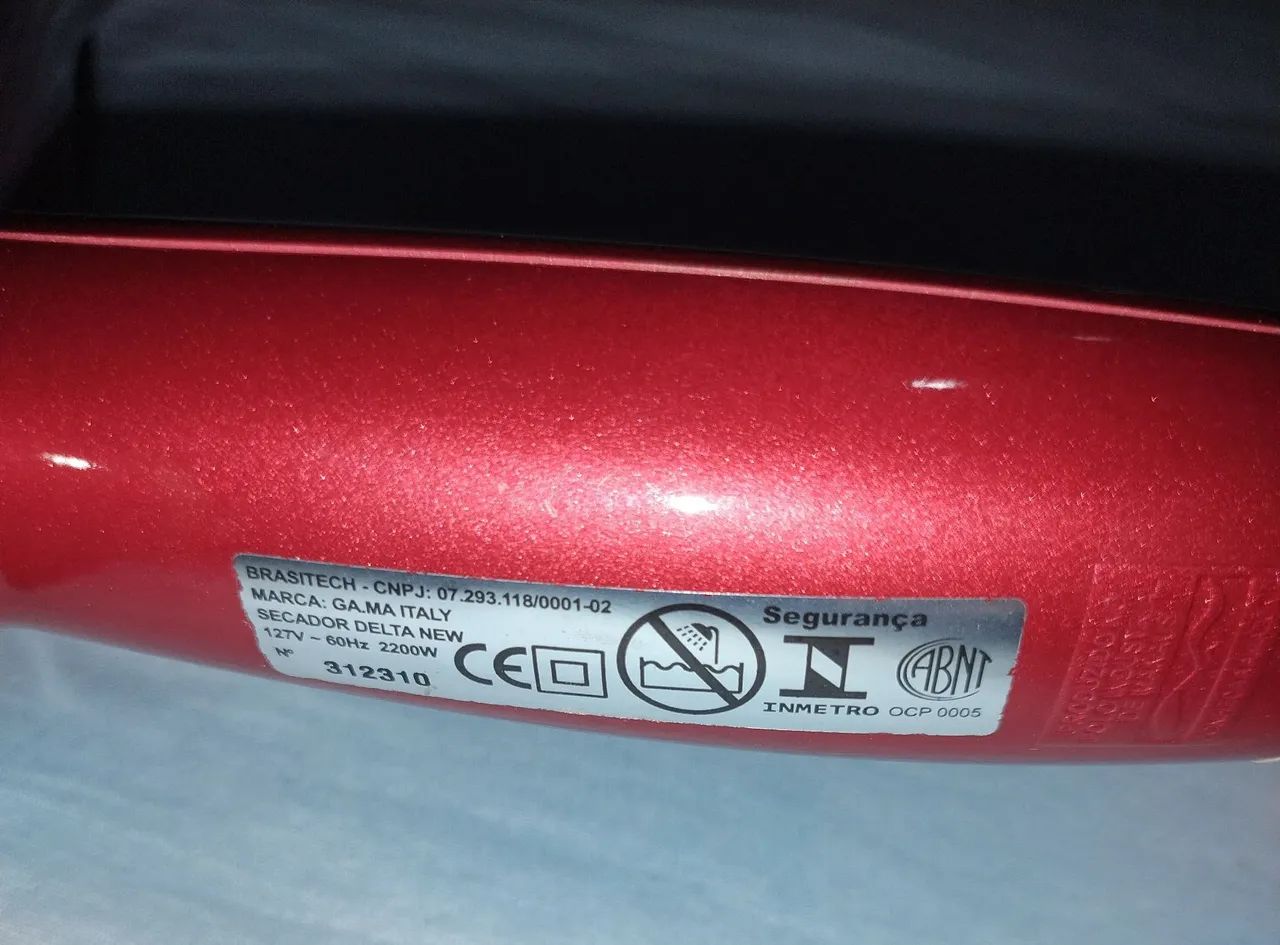 BRASITECH - CNPJ: 07.293.118/0001-02
MARCA: GA.MA ITALY
SECADOR DELTA NEW
127V ~ 60Hz 2200W
Nº 312310
CE
Segurança
INMETRO
ABNT
OCP 0005